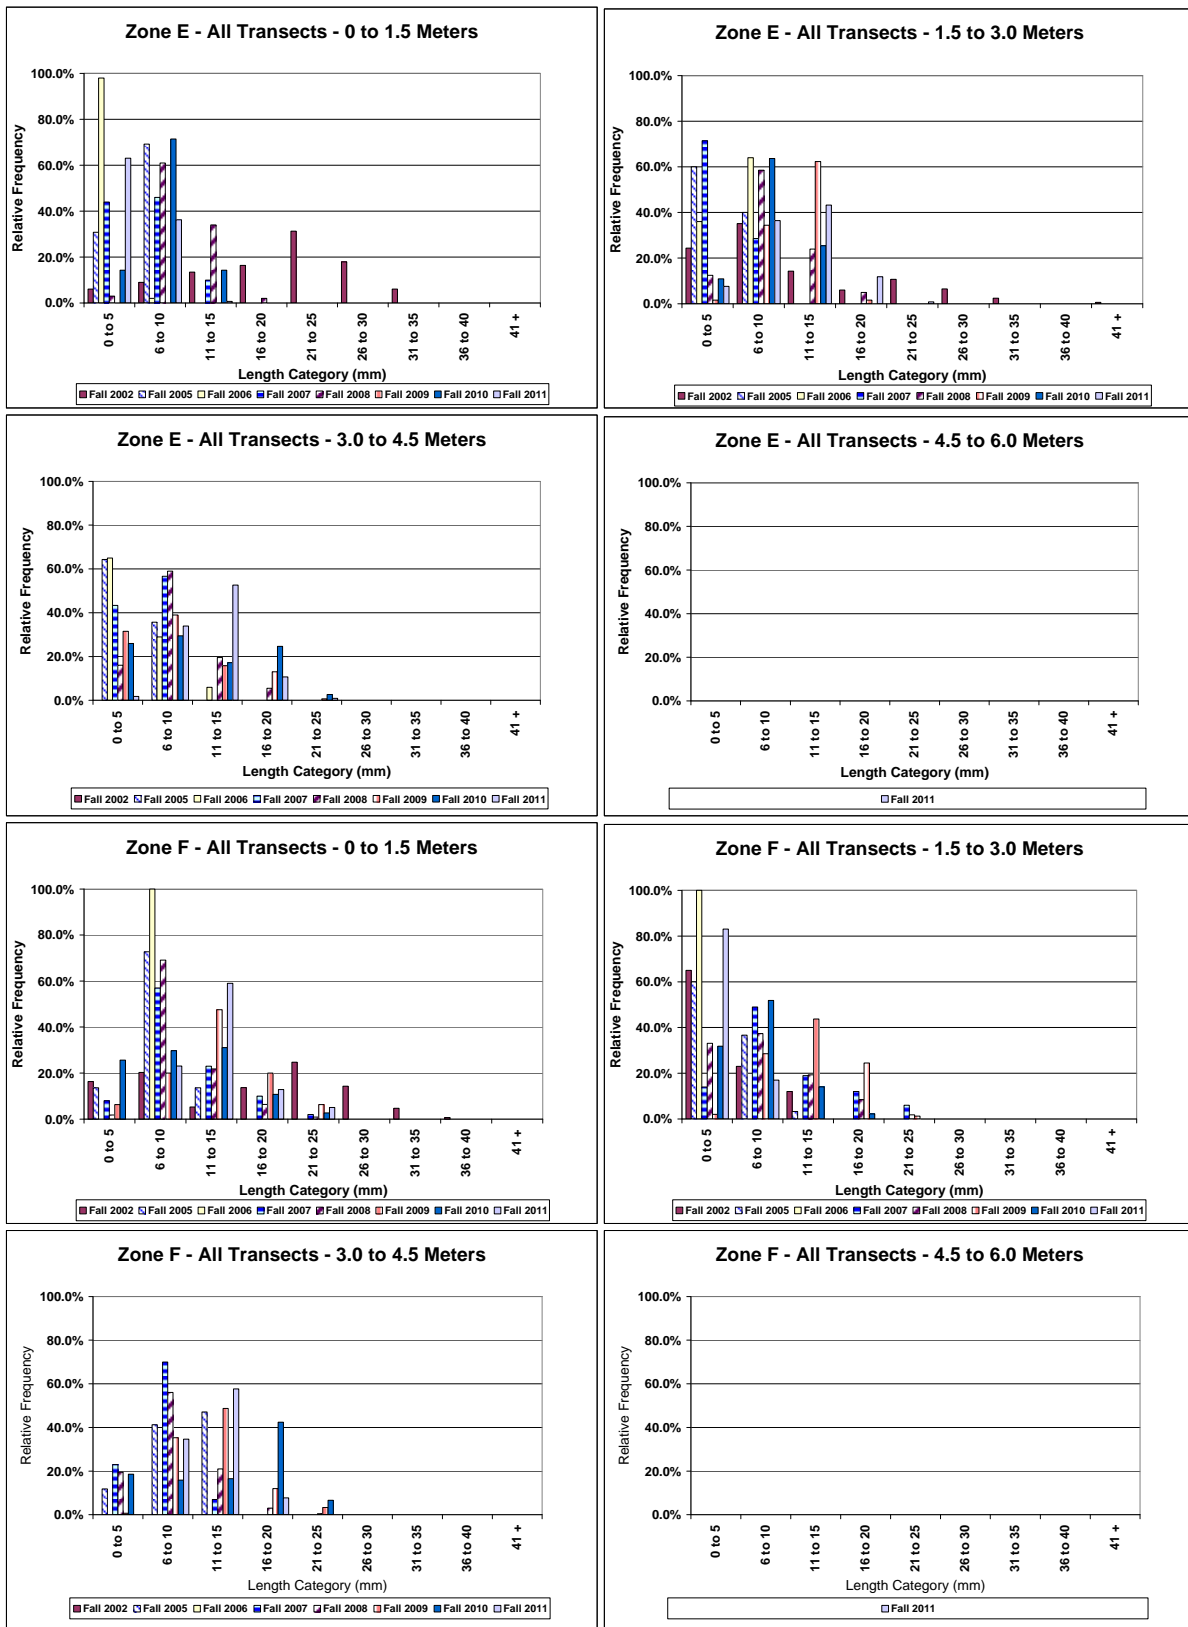 Zone E - All Transects - 0 to 1.5 Meters
Relative Frequency
100.0%
80.0%
60.0%
40.0%
20.0%
0.0%
0 to 5
6 to 10
11 to 15
16 to 20
21 to 25
26 to 30
31 to 35
36 to 40
41 +
Length Category (mm)
Fall 2002 Fall 2005 Fall 2006 Fall 2007 Fall 2008 Fall 2009 Fall 2010 Fall 2011
Zone E - All Transects - 1.5 to 3.0 Meters
Relative Frequency
100.0%
80.0%
60.0%
40.0%
20.0%
0.0%
0 to 5
6 to 10
11 to 15
16 to 20
21 to 25
26 to 30
31 to 35
36 to 40
41 +
Length Category (mm)
Fall 2002 Fall 2005 Fall 2006 Fall 2007 Fall 2008 Fall 2009 Fall 2010 Fall 2011
Zone E - All Transects - 3.0 to 4.5 Meters
Relative Frequency
100.0%
80.0%
60.0%
40.0%
20.0%
0.0%
0 to 5
6 to 10
11 to 15
16 to 20
21 to 25
26 to 30
31 to 35
36 to 40
41 +
Length Category (mm)
Fall 2002 Fall 2005 Fall 2006 Fall 2007 Fall 2008 Fall 2009 Fall 2010 Fall 2011
Zone E - All Transects - 4.5 to 6.0 Meters
Relative Frequency
100.0%
80.0%
60.0%
40.0%
20.0%
0.0%
0 to 5
6 to 10
11 to 15
16 to 20
21 to 25
26 to 30
31 to 35
36 to 40
41 +
Length Category (mm)
Fall 2011
Zone F - All Transects - 0 to 1.5 Meters
Relative Frequency
100.0%
80.0%
60.0%
40.0%
20.0%
0.0%
0 to 5
6 to 10
11 to 15
16 to 20
21 to 25
26 to 30
31 to 35
36 to 40
41 +
Length Category (mm)
Fall 2002 Fall 2005 Fall 2006 Fall 2007 Fall 2008 Fall 2009 Fall 2010 Fall 2011
Zone F - All Transects - 1.5 to 3.0 Meters
Relative Frequency
100.0%
80.0%
60.0%
40.0%
20.0%
0.0%
0 to 5
6 to 10
11 to 15
16 to 20
21 to 25
26 to 30
31 to 35
36 to 40
41 +
Length Category (mm)
Fall 2002 Fall 2005 Fall 2006 Fall 2007 Fall 2008 Fall 2009 Fall 2010 Fall 2011
Zone F - All Transects - 3.0 to 4.5 Meters
Relative Frequency
100.0%
80.0%
60.0%
40.0%
20.0%
0.0%
0 to 5
6 to 10
11 to 15
16 to 20
21 to 25
26 to 30
31 to 35
36 to 40
41 +
Length Category (mm)
Fall 2002 Fall 2005 Fall 2006 Fall 2007 Fall 2008 Fall 2009 Fall 2010 Fall 2011
Zone F - All Transects - 4.5 to 6.0 Meters
Relative Frequency
100.0%
80.0%
60.0%
40.0%
20.0%
0.0%
0 to 5
6 to 10
11 to 15
16 to 20
21 to 25
26 to 30
31 to 35
36 to 40
41 +
Length Category (mm)
Fall 2011